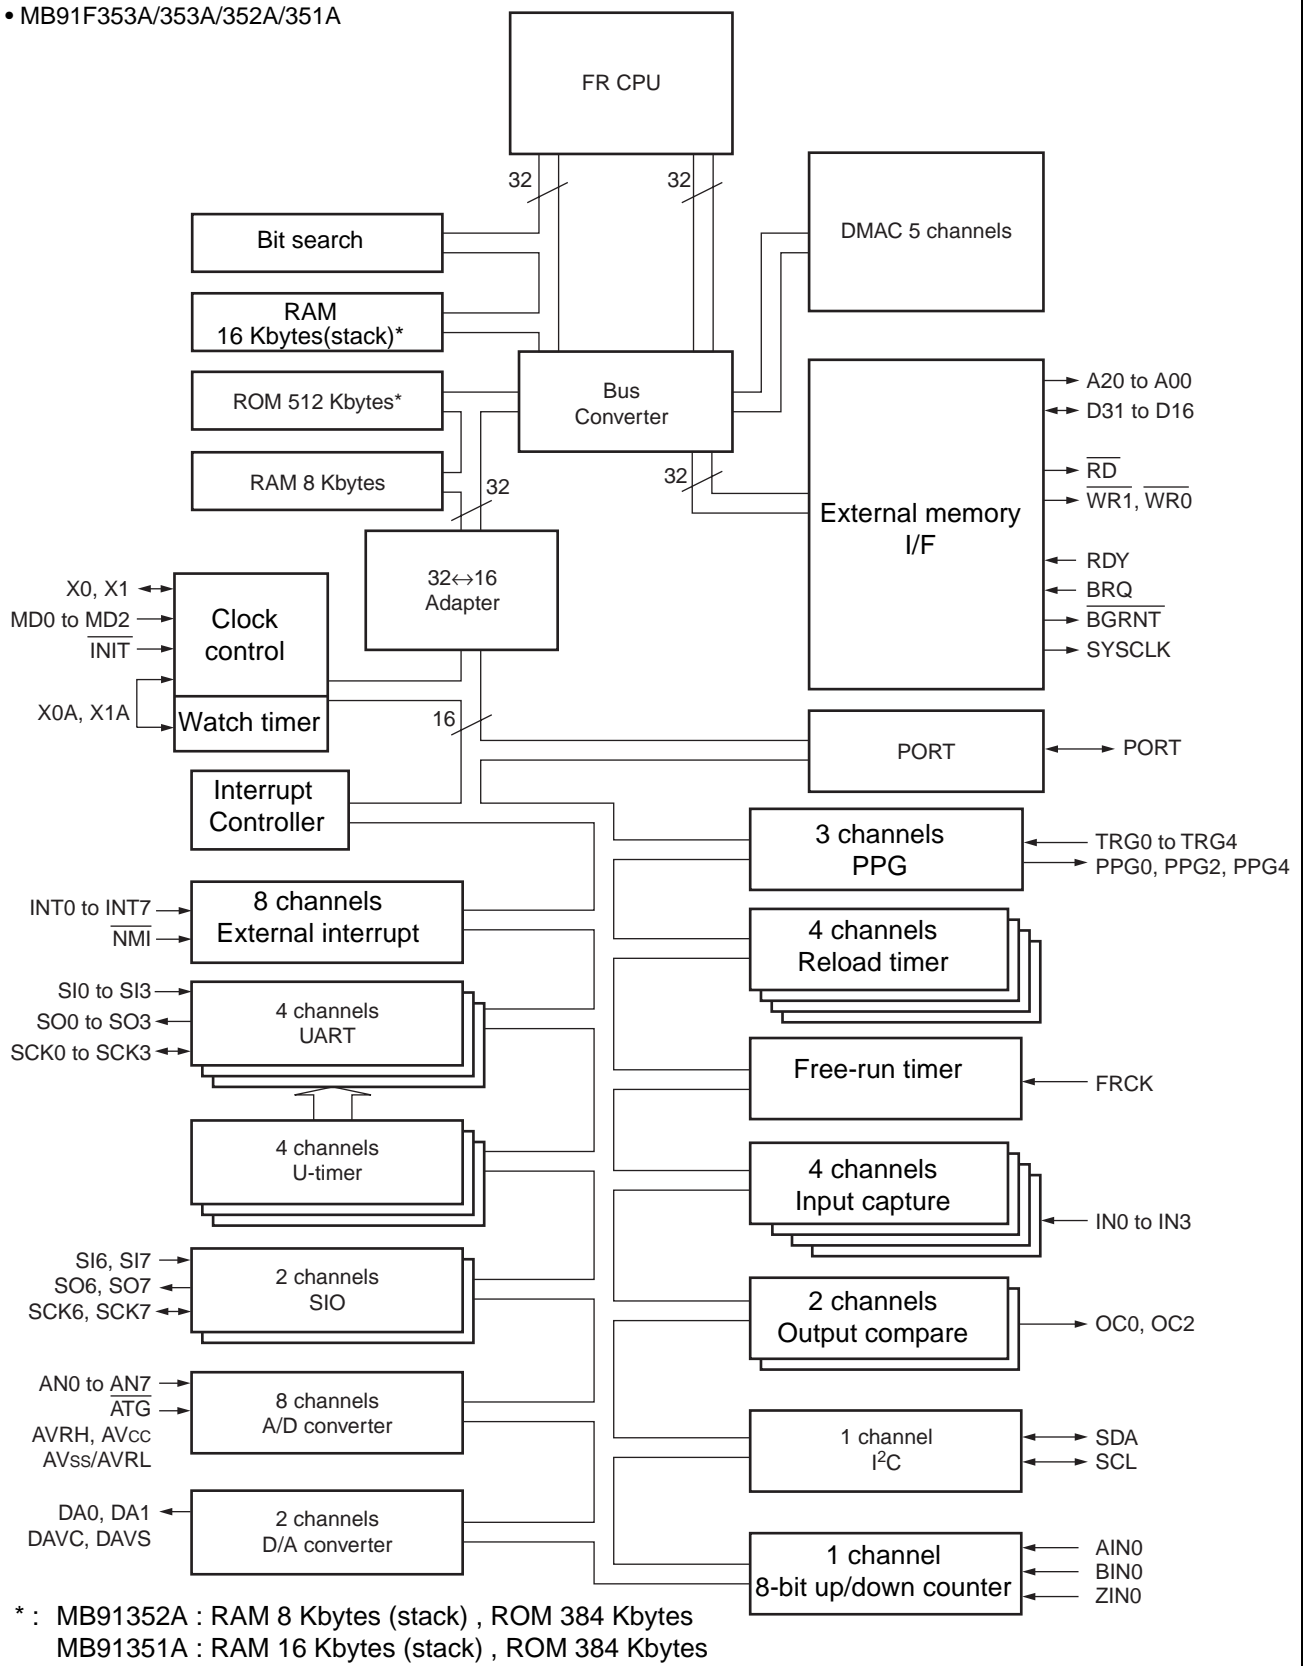 • MB91F353A/353A/352A/351A
FR CPU
32
32
DMAC 5 channels
Bit search
RAM
16 Kbytes(stack)*
ROM 512 Kbytes*
RAM 8 Kbytes
Bus
Converter
32
32
External memory
I/F
A20 to A00
D31 to D16
RD
WR1, WR0
RDY
BRQ
BGRNT
SYSCLK
32↔16
Adapter
X0, X1
MD0 to MD2
INIT
X0A, X1A
Clock
control
Watch timer
16
PORT
PORT
Interrupt
Controller
3 channels
PPG
TRG0 to TRG4
PPG0, PPG2, PPG4
INT0 to INT7
NMI
8 channels
External interrupt
4 channels
Reload timer
SI0 to SI3
SO0 to SO3
SCK0 to SCK3
4 channels
UART
Free-run timer
FRCK
4 channels
U-timer
4 channels
Input capture
IN0 to IN3
SI6, SI7
SO6, SO7
SCK6, SCK7
2 channels
SIO
2 channels
Output compare
OC0, OC2
AN0 to AN7
ATG
AVRH, AVCC
AVSS/AVRL
8 channels
A/D converter
1 channel
I²C
SDA
SCL
DA0, DA1
DAVC, DAVS
2 channels
D/A converter
1 channel
8-bit up/down counter
AIN0
BIN0
ZIN0
* : MB91352A : RAM 8 Kbytes (stack) , ROM 384 Kbytes
MB91351A : RAM 16 Kbytes (stack) , ROM 384 Kbytes